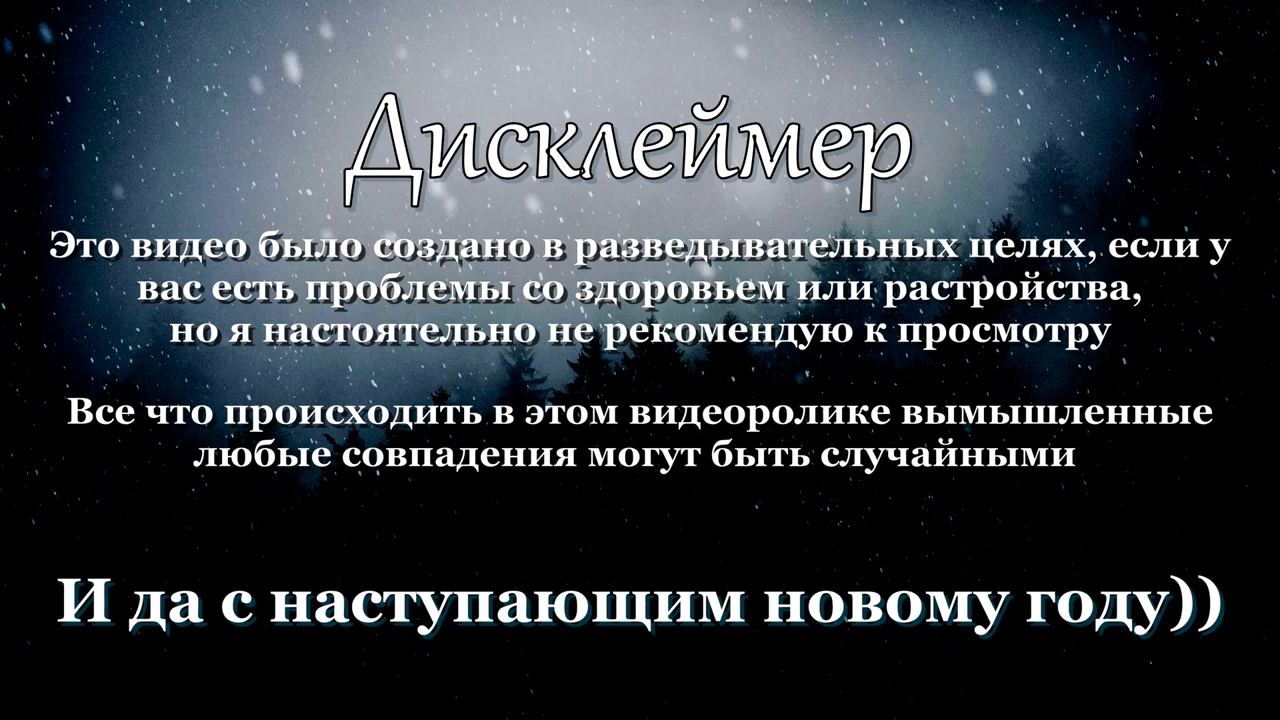 Дисклеймер
Это видео было создано в разведывательных целях, если у
вас есть проблемы со здоровьем или растройства,
но я настоятельно не рекомендую к просмотру
Все что происходить в этом видеоролике вымышленные
любые совпадения могут быть случайными
И да с наступающим новому году))